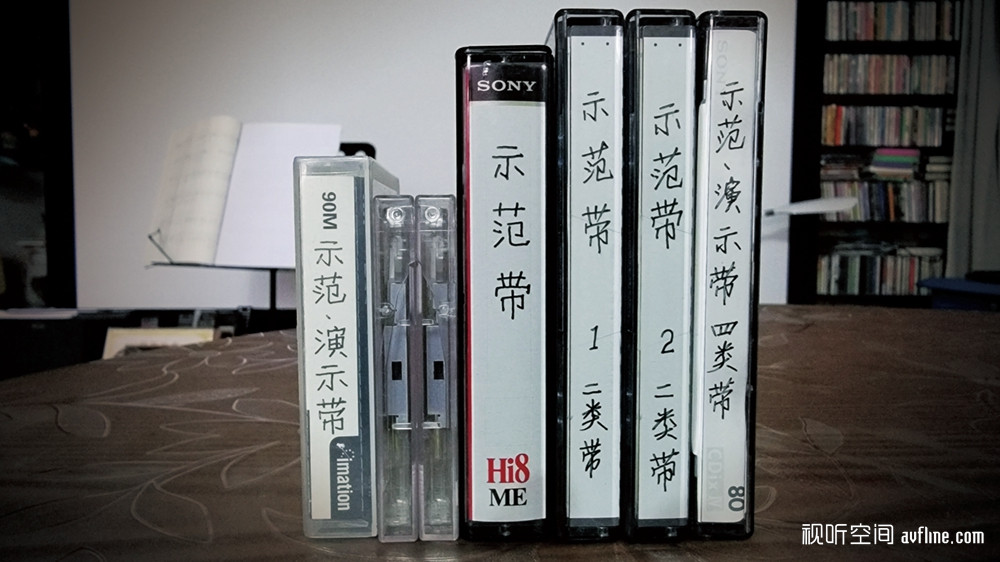 90M 示范、演示带
imation
SONY
示范带
Hi8
ME
示范带 1 二类带
示范带 2 二类带
SONY
示范、演示带 四类带
80
视听空间 avfline.com